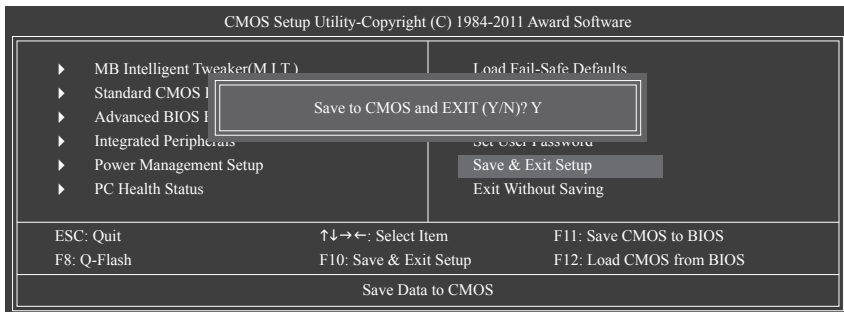 CMOS Setup Utility-Copyright (C) 1984-2011 Award Software
MB Intelligent Tweaker(M.I.T.)
Standard CMOS
Advanced BIOS
Integrated Peripherals
Power Management Setup
PC Health Status
Load Fail-Safe Defaults
Set User Password
Save & Exit Setup
Exit Without Saving
Save to CMOS and EXIT (Y/N)? Y
ESC: Quit
↑↓→←: Select Item
F11: Save CMOS to BIOS
F8: Q-Flash
F10: Save & Exit Setup
F12: Load CMOS from BIOS
Save Data to CMOS